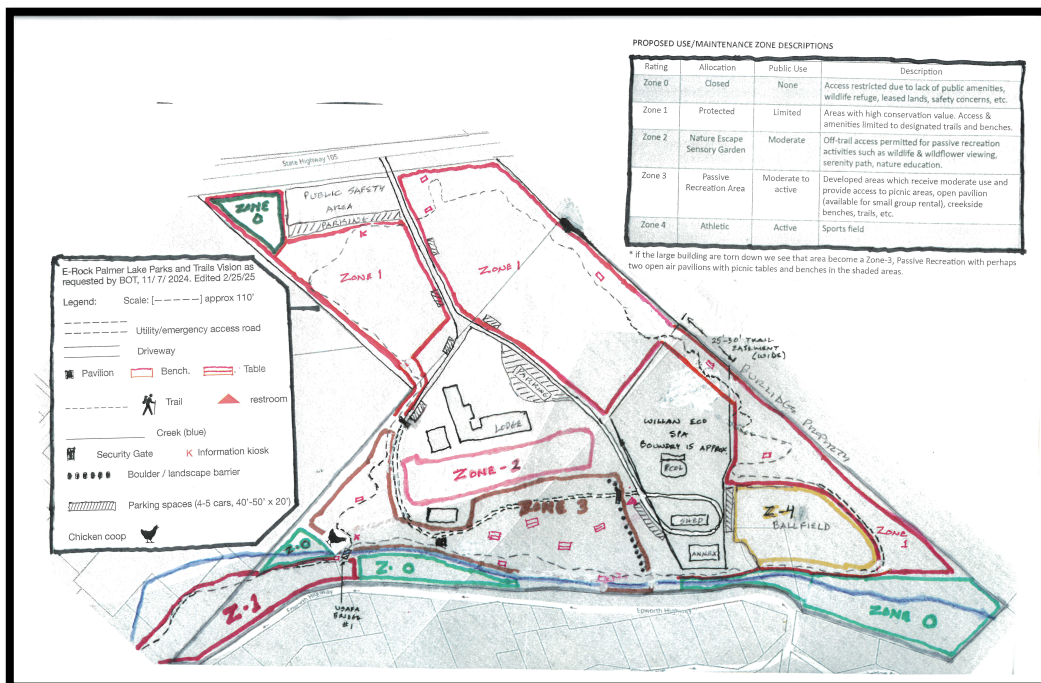 PROPOSED USE/MAINTENANCE ZONE DESCRIPTIONS
Rating Allocation Public Use Description
Zone 0 Closed None Access restricted due to lack of public amenities,
wildlife refuge, leased lands, safety concerns, etc.
Zone 1 Protected Limited Areas with high conservation value. Access &
amenities limited to designated trails and benches.
Zone 2 Nature Escape Moderate Off-trail access permitted for passive recreation
Sensory Garden activities such as wildlife & wildflower viewing,
serenity path, nature education.
Zone 3 Passive Moderate to Developed areas which receive moderate use and
Recreation Area active provide access to picnic areas, open pavilion
(available for small group rental), creekside
benches, trails, etc.
Zone 4 Athletic Active Sports field
* if the large building are torn down we see that area become a Zone-3, Passive Recreation with perhaps
two open air pavilions with picnic tables and benches in the shaded areas.
State Highway 105
ZONE
0
PUBLIC SAFETY
AREA
PARKING
K
ZONE 1
ZONE 1
E-Rock Palmer Lake Parks and Trails Vision as
requested by BOT, 11/ 7/ 2024. Edited 2/25/25
Legend: Scale: [- - - - -] approx 110'
Utility/emergency access road
Driveway
Pavilion Bench. Table
Trail restroom
Creek (blue)
Security Gate K Information kiosk
Boulder / landscape barrier
Parking spaces (4-5 cars, 40'-50' x 20')
Chicken coop
25-30' TRAIL
EASEMENT
(WIDE)
BURLIDGE PROPERTY
PARKING
LODGE
WILLAN ECO
SPA
BOUNDRY IS APPROX
POOL
ZONE-2
ZONE 3
SHED
ANNEX
Z-4
BALLFIELD
ZONE
1
Z-0
K
Z-0
Z-1
USAFA
BRIDGE
#1
Epworth Highway
Epworth Highway
ZONE 0